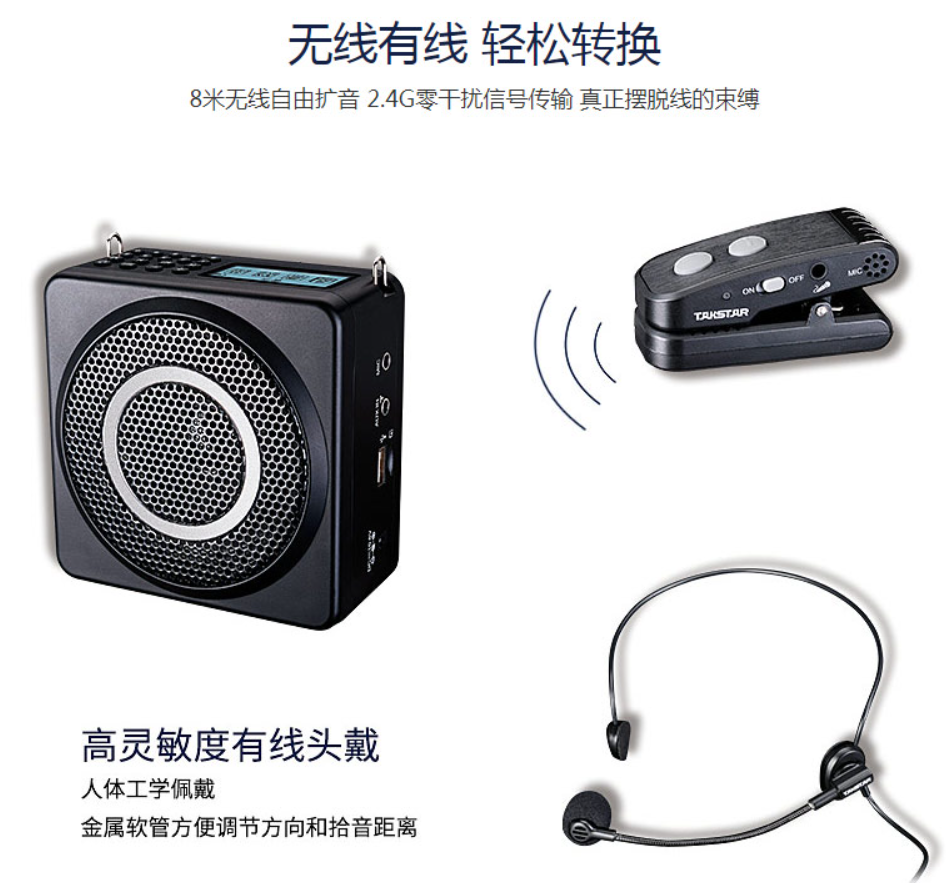 无线有线 轻松转换
8米无线自由扩音 2.4G零干扰信号传输 真正摆脱线的束缚
ON
OFF
MIC
TAKSTAR
高灵敏度有线头戴
人体工学佩戴
金属软管方便调节方向和拾音距离
TAKSTAR